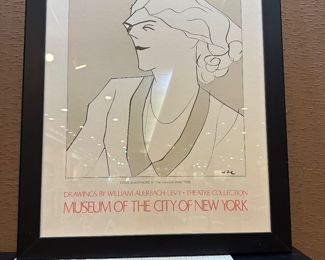 DRAWINGS BY WILLIAM AUERBACH-LEVY • THEATRE COLLECTION
MUSEUM OF THE CITY OF NEW YORK